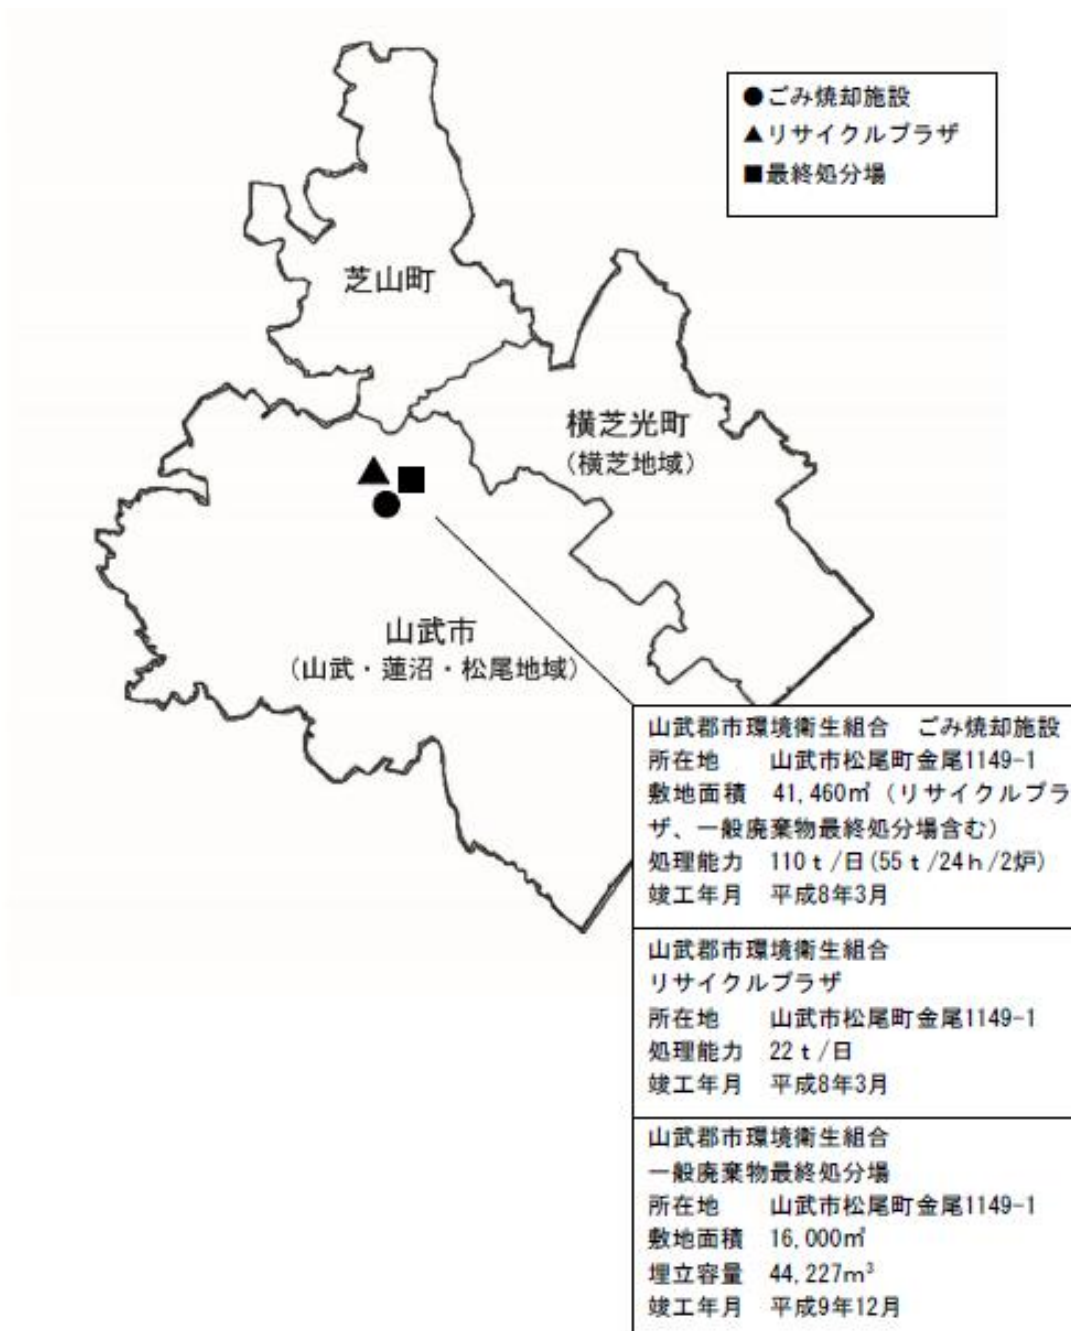 ●ごみ焼却施設
▲リサイクルプラザ
■最終処分場
芝山町
横芝光町
（横芝地域）
山武市
（山武・蓮沼・松尾地域）
山武郡市環境衛生組合　ごみ焼却施設
所在地　　山武市松尾町金尾1149-1
敷地面積　41,460㎡（リサイクルプラ
ザ、一般廃棄物最終処分場含む）
処理能力　110ｔ/日(55ｔ/24ｈ/2炉)
竣工年月　平成8年3月
山武郡市環境衛生組合
リサイクルプラザ
所在地　　山武市松尾町金尾1149-1
処理能力　22ｔ/日
竣工年月　平成8年3月
山武郡市環境衛生組合
一般廃棄物最終処分場
所在地　　山武市松尾町金尾1149-1
敷地面積　16,000㎡
埋立容量　44,227m³
竣工年月　平成9年12月